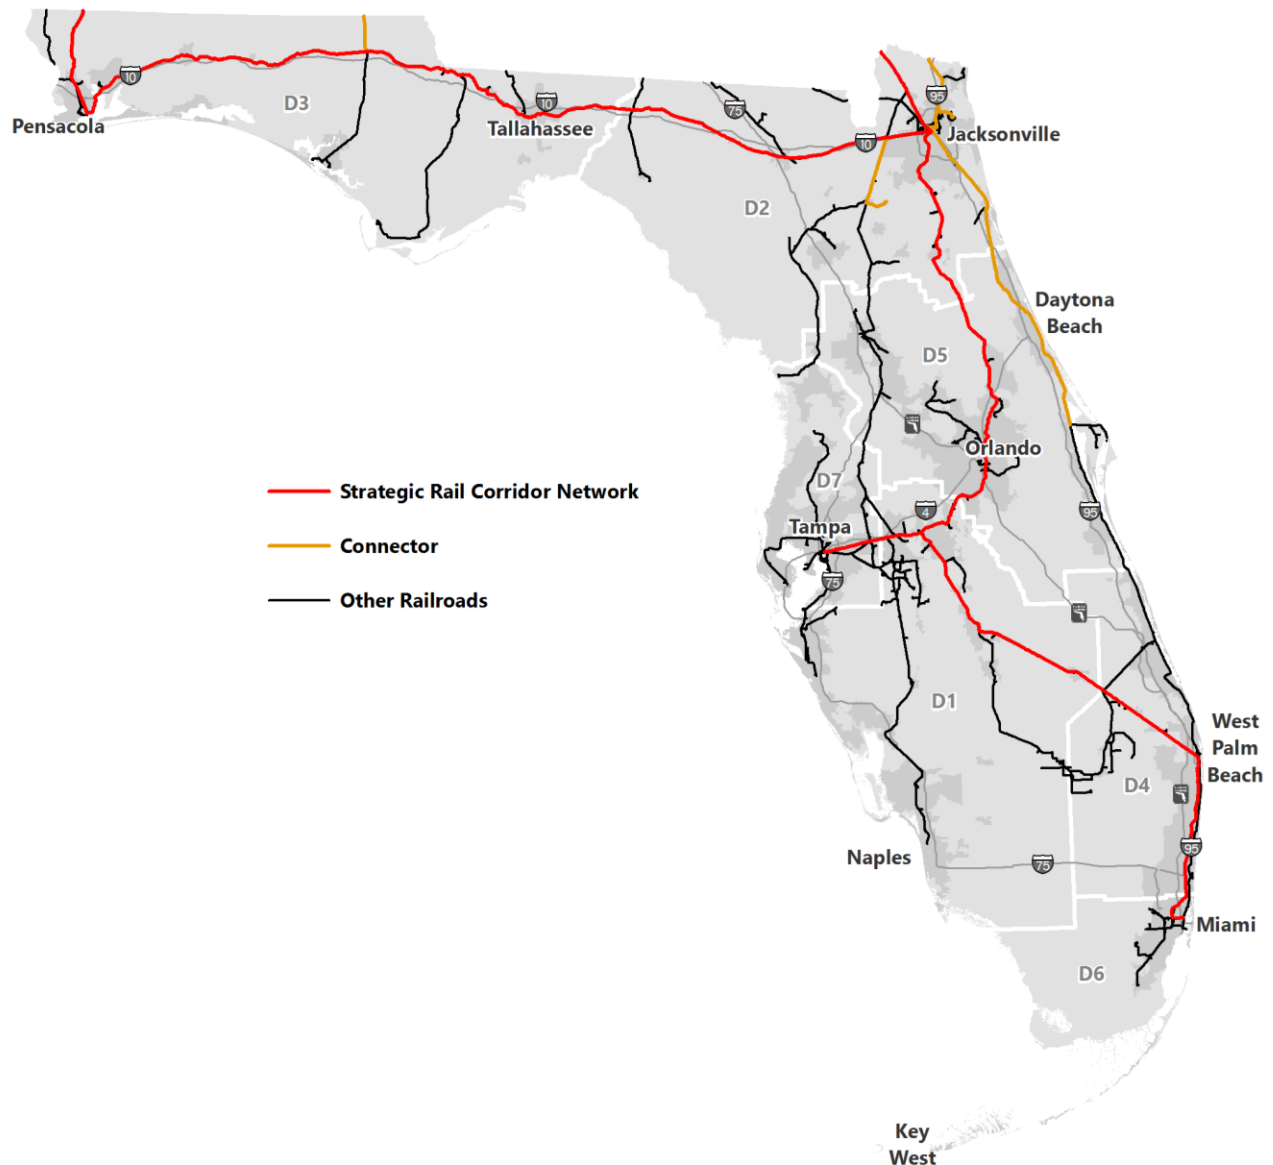 10
Pensacola
D3
10
Tallahassee
75
10
95
Jacksonville
D2
Daytona
Beach
D5
Orlando
D7
4
95
Tampa
75
Strategic Rail Corridor Network
Connector
Other Railroads
D1
West
Palm
Beach
D4
95
Naples
75
Miami
D6
Key
West